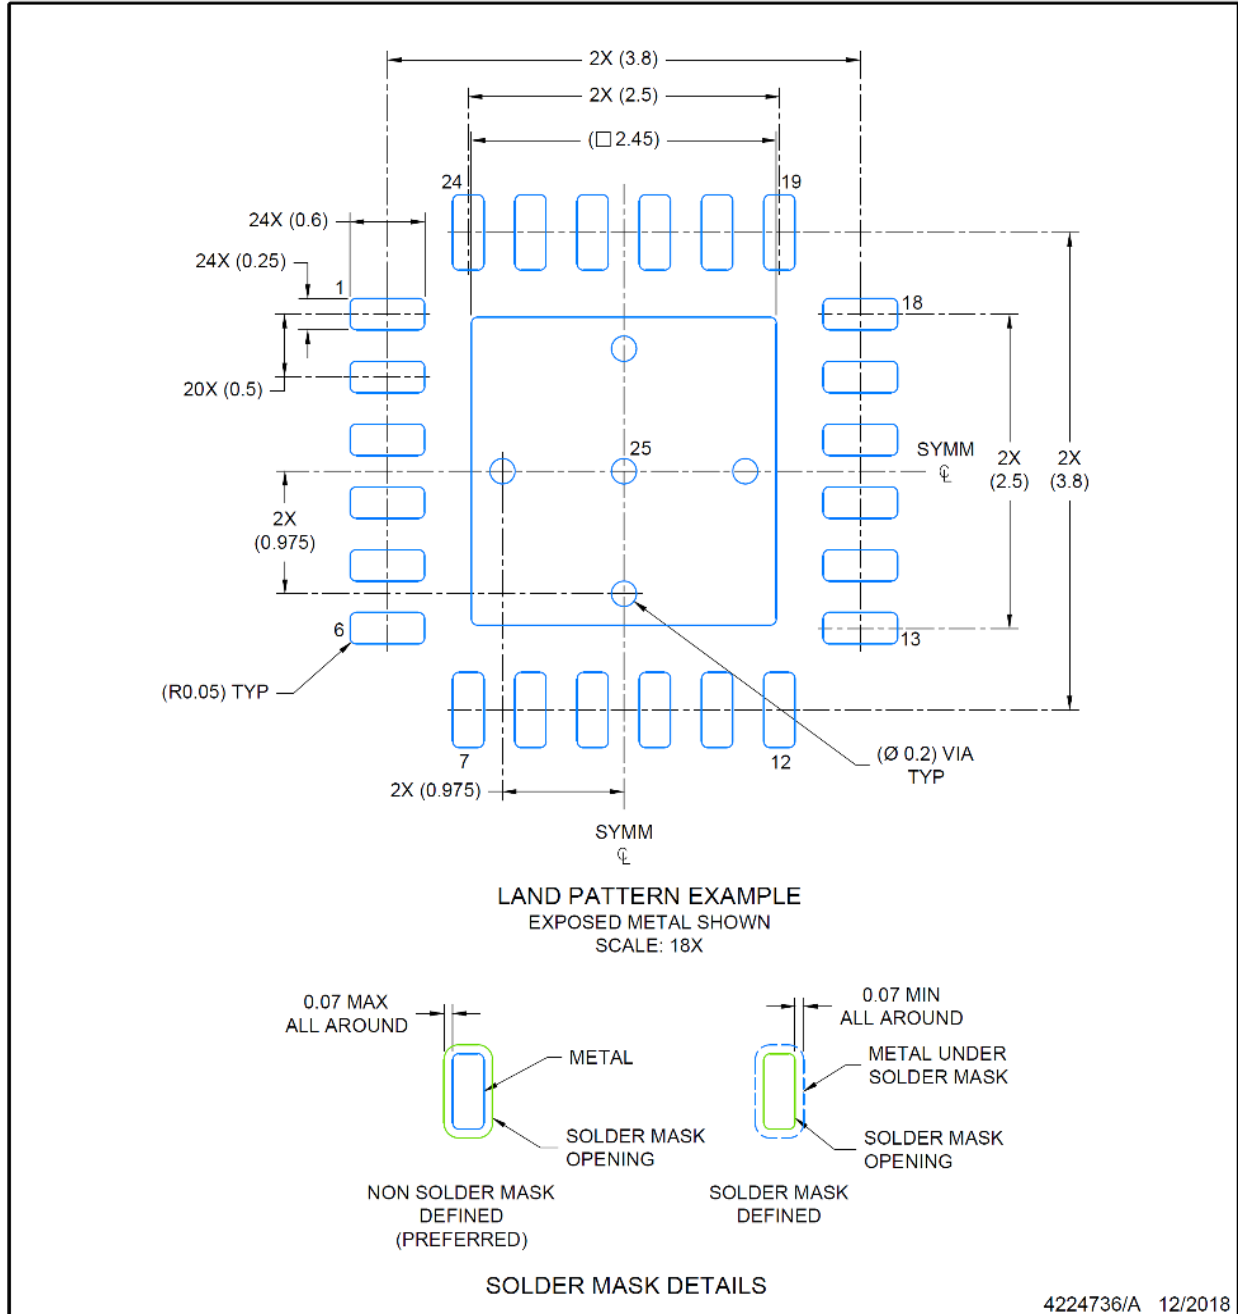 2X (3.8)
2X (2.5)
(□ 2.45)
24
19
24X (0.6)
24X (0.25)
1
18
20X (0.5)
25
SYMM
℄
2X
(2.5)
2X
(3.8)
2X
(0.975)
6
13
(R0.05) TYP
7
12
(Ø 0.2) VIA
TYP
2X (0.975)
SYMM
℄
LAND PATTERN EXAMPLE
EXPOSED METAL SHOWN
SCALE: 18X
0.07 MAX
ALL AROUND
METAL
SOLDER MASK
OPENING
NON SOLDER MASK
DEFINED
(PREFERRED)
0.07 MIN
ALL AROUND
METAL UNDER
SOLDER MASK
SOLDER MASK
OPENING
SOLDER MASK
DEFINED
SOLDER MASK DETAILS
4224736/A 12/2018